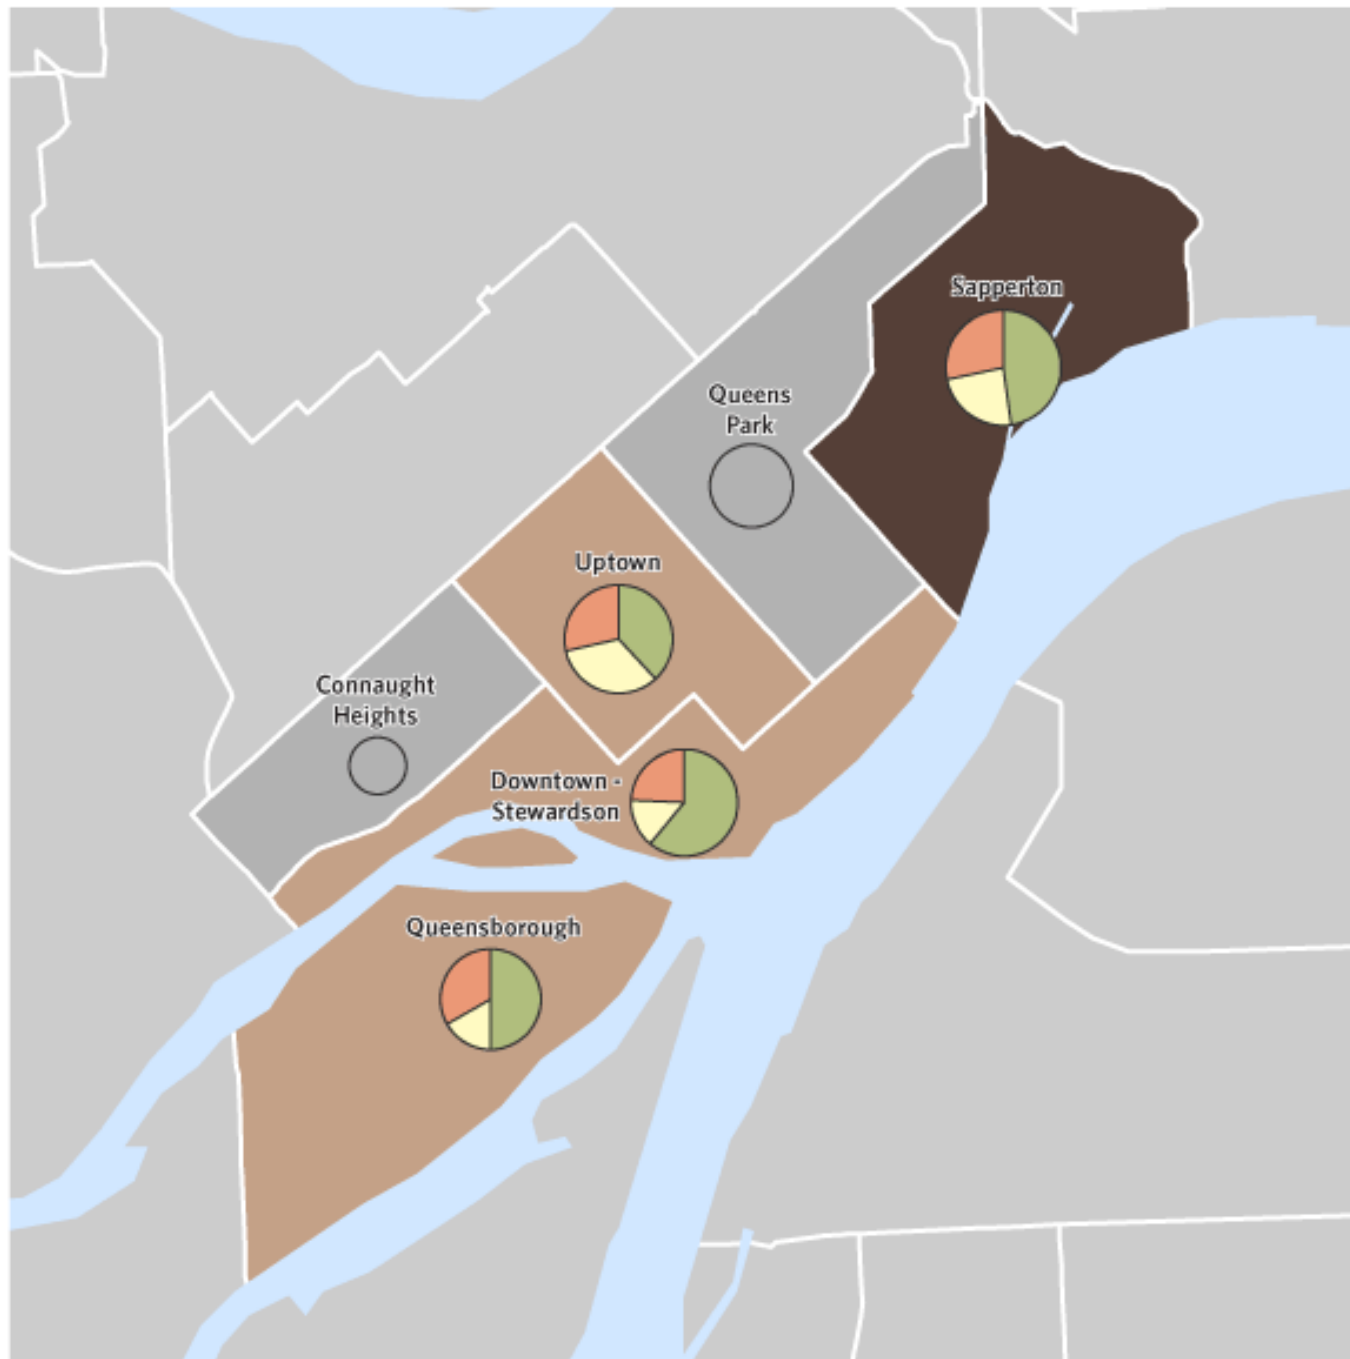 Sapperton
Queens
Park
Uptown
Connaught
Heights
Downtown -
Stewardson
Queensborough